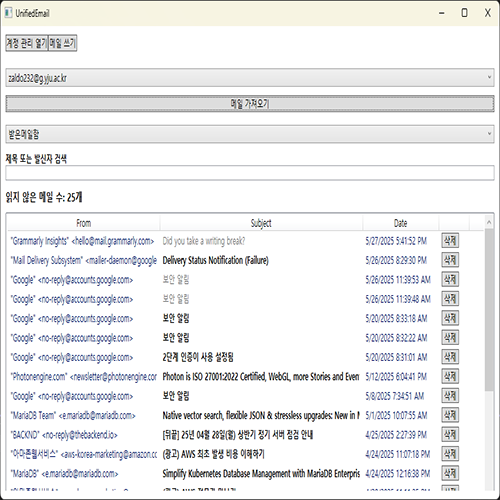 UnifiedEmail
계정 관리 열기 메일 쓰기
zaldo232@g.yju.ac.kr
메일 가져오기
받은메일함
제목 또는 발신자 검색
읽지 않은 메일 수: 25개
From Subject Date
"Grammarly Insights" <hello@mail.grammarly.com> Did you take a writing break? 5/27/2025 5:41:52 PM 삭제
"Mail Delivery Subsystem" <mailer-daemon@google Delivery Status Notification (Failure) 5/26/2025 8:29:30 PM 삭제
"Google" <no-reply@accounts.google.com> 보안 알림 5/26/2025 11:39:53 AM 삭제
"Google" <no-reply@accounts.google.com> 보안 알림 5/26/2025 11:39:48 AM 삭제
"Google" <no-reply@accounts.google.com> 보안 알림 5/20/2025 8:33:18 AM 삭제
"Google" <no-reply@accounts.google.com> 보안 알림 5/20/2025 8:32:22 AM 삭제
"Google" <no-reply@accounts.google.com> 2단계 인증이 사용 설정됨 5/20/2025 8:31:01 AM 삭제
"Photonengine.com" <newsletter@photonengine.cor Photon is ISO 27001:2022 Certified, WebGL, more Stories and Even 5/12/2025 6:04:41 PM 삭제
"Google" <no-reply@accounts.google.com> 보안 알림 5/8/2025 7:34:51 AM 삭제
"MariaDB Team" <e.mariadb@mariadb.com> Native vector search, flexible JSON & stressless upgrades: New in M 5/1/2025 10:07:55 AM 삭제
"BACKND" <no-reply@thebackend.io> [뒤끝] 25년 04월 28일(월) 상반기 정기 서버 점검 안내 4/25/2025 2:27:39 PM 삭제
"아마존웹서비스" <aws-korea-marketing@amazon.cc (광고) AWS 최초 발생 비용 이해하기 4/24/2025 11:07:18 PM 삭제
"MariaDB" <e.mariadb@mariadb.com> Simplify Kubernetes Database Management with MariaDB Enterpris 4/24/2025 12:16:38 PM 삭제